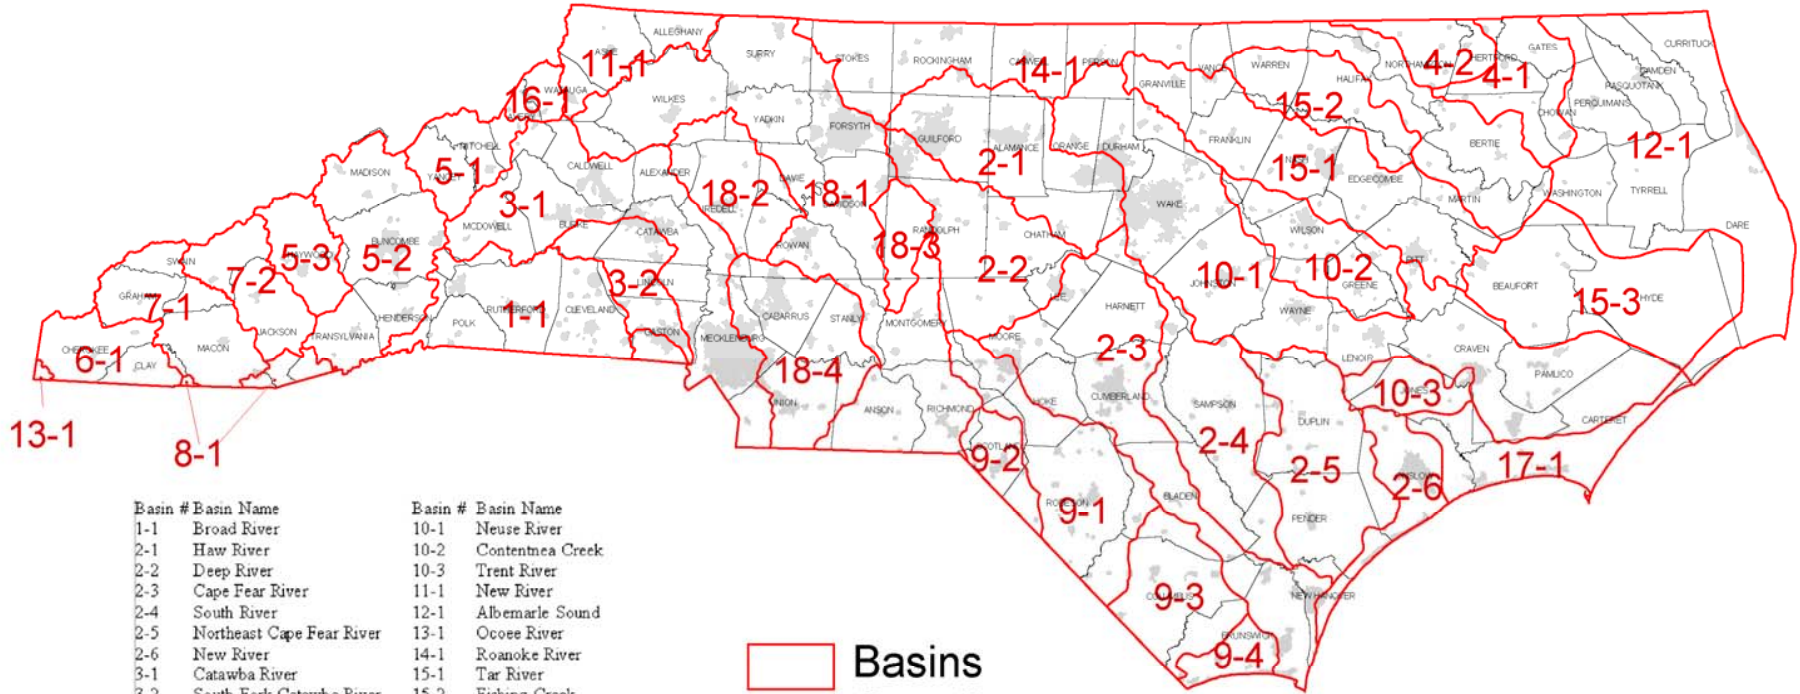 ALLEGHANY
ASHE
11-1
SURRY
STOKES
ROCKINGHAM
CASWELL
14-1
PERSON
VANCE
WARREN
NORTHAMPTON
4-2
HERTFORD
4-1
GATES
CURRITUCK
CAMDEN
PASQUOTANK
PERQUIMANS
CHOWAN
16-1
WATAUGA
AVERY
WILKES
YADKIN
FORSYTH
GUILFORD
ALAMANCE
ORANGE
DURHAM
GRANVILLE
FRANKLIN
HALIFAX
15-2
BERTIE
12-1
MITCHELL
5-1
YANCEY
MADISON
CALDWELL
ALEXANDER
18-2
IREDELL
DAVIE
18-1
DAVIDSON
2-1
NASH
15-1
EDGECOMBE
MARTIN
WASHINGTON
TYRRELL
DARE
3-1
MCDOWELL
BURKE
CATAWBA
ROWAN
RANDOLPH
18-3
CHATHAM
WAKE
WILSON
PITT
BUNCOMBE
5-2
HAYWOOD
5-3
SWAIN
7-2
GRAHAM
7-1
3-2
LINCOLN
2-2
LEE
10-1
JOHNSTON
10-2
GREENE
BEAUFORT
15-3
HYDE
HENDERSON
POLK
RUTHERFORD
1-1
CLEVELAND
GASTON
MECKLENBURG
CABARRUS
STANLY
MONTGOMERY
MOORE
HARNETT
WAYNE
LENOIR
CRAVEN
PAMLICO
CHEROKEE
6-1
CLAY
MACON
JACKSON
TRANSYLVANIA
18-4
UNION
ANSON
RICHMOND
HOKE
2-3
CUMBERLAND
SAMPSON
DUPLIN
10-3
JONES
CARTERET
13-1
8-1
SCOTLAND
9-2
ROBESON
9-1
BLADEN
2-4
2-5
PENDER
ONSLOW
2-6
17-1
COLUMBUS
9-3
NEW HANOVER
BRUNSWICK
9-4
Basin # Basin Name
1-1 Broad River
2-1 Haw River
2-2 Deep River
2-3 Cape Fear River
2-4 South River
2-5 Northeast Cape Fear River
2-6 New River
3-1 Catawba River
3-2 South Fork Catawba River
Basin # Basin Name
10-1 Neuse River
10-2 Contentnea Creek
10-3 Trent River
11-1 New River
12-1 Albemarle Sound
13-1 Ocoee River
14-1 Roanoke River
15-1 Tar River
15-2 Fishing Creek
Basins